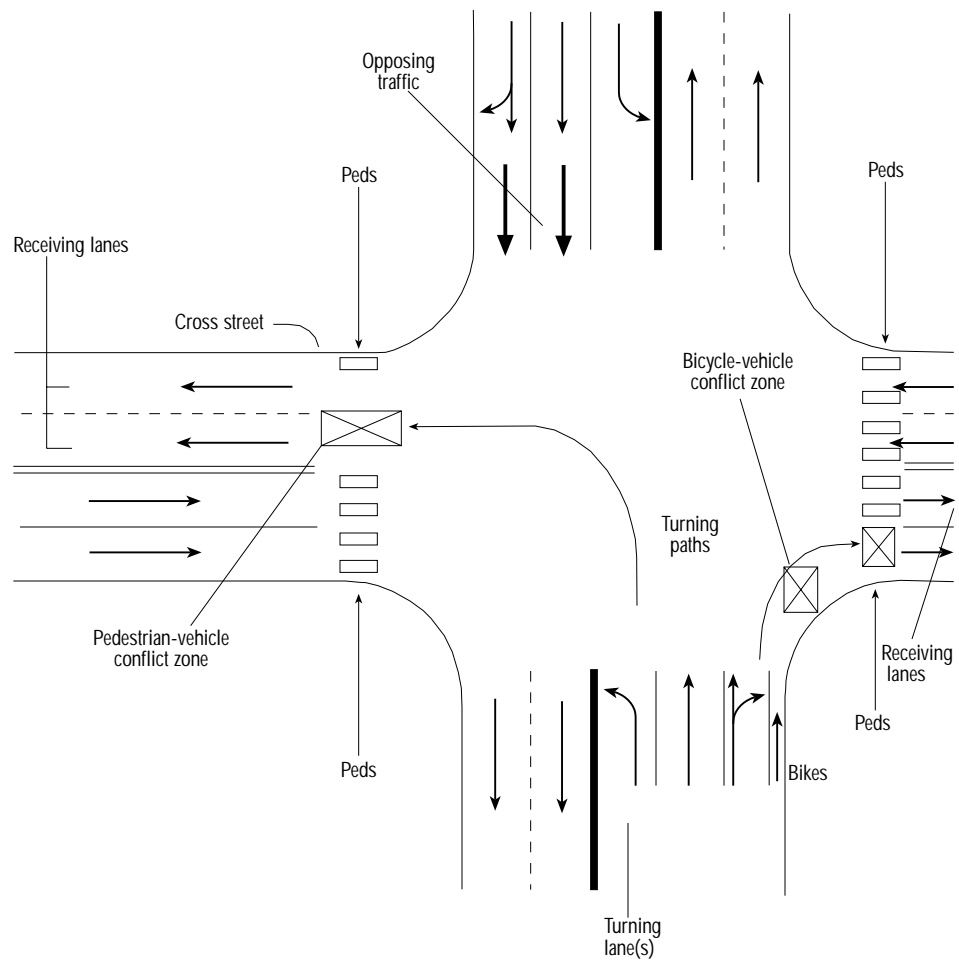 Opposing
traffic
Peds
Peds
Receiving lanes
Cross street
Bicycle-vehicle
conflict zone
Turning
paths
Pedestrian-vehicle
conflict zone
Receiving
lanes
Peds
Peds
Bikes
Turning
lane(s)